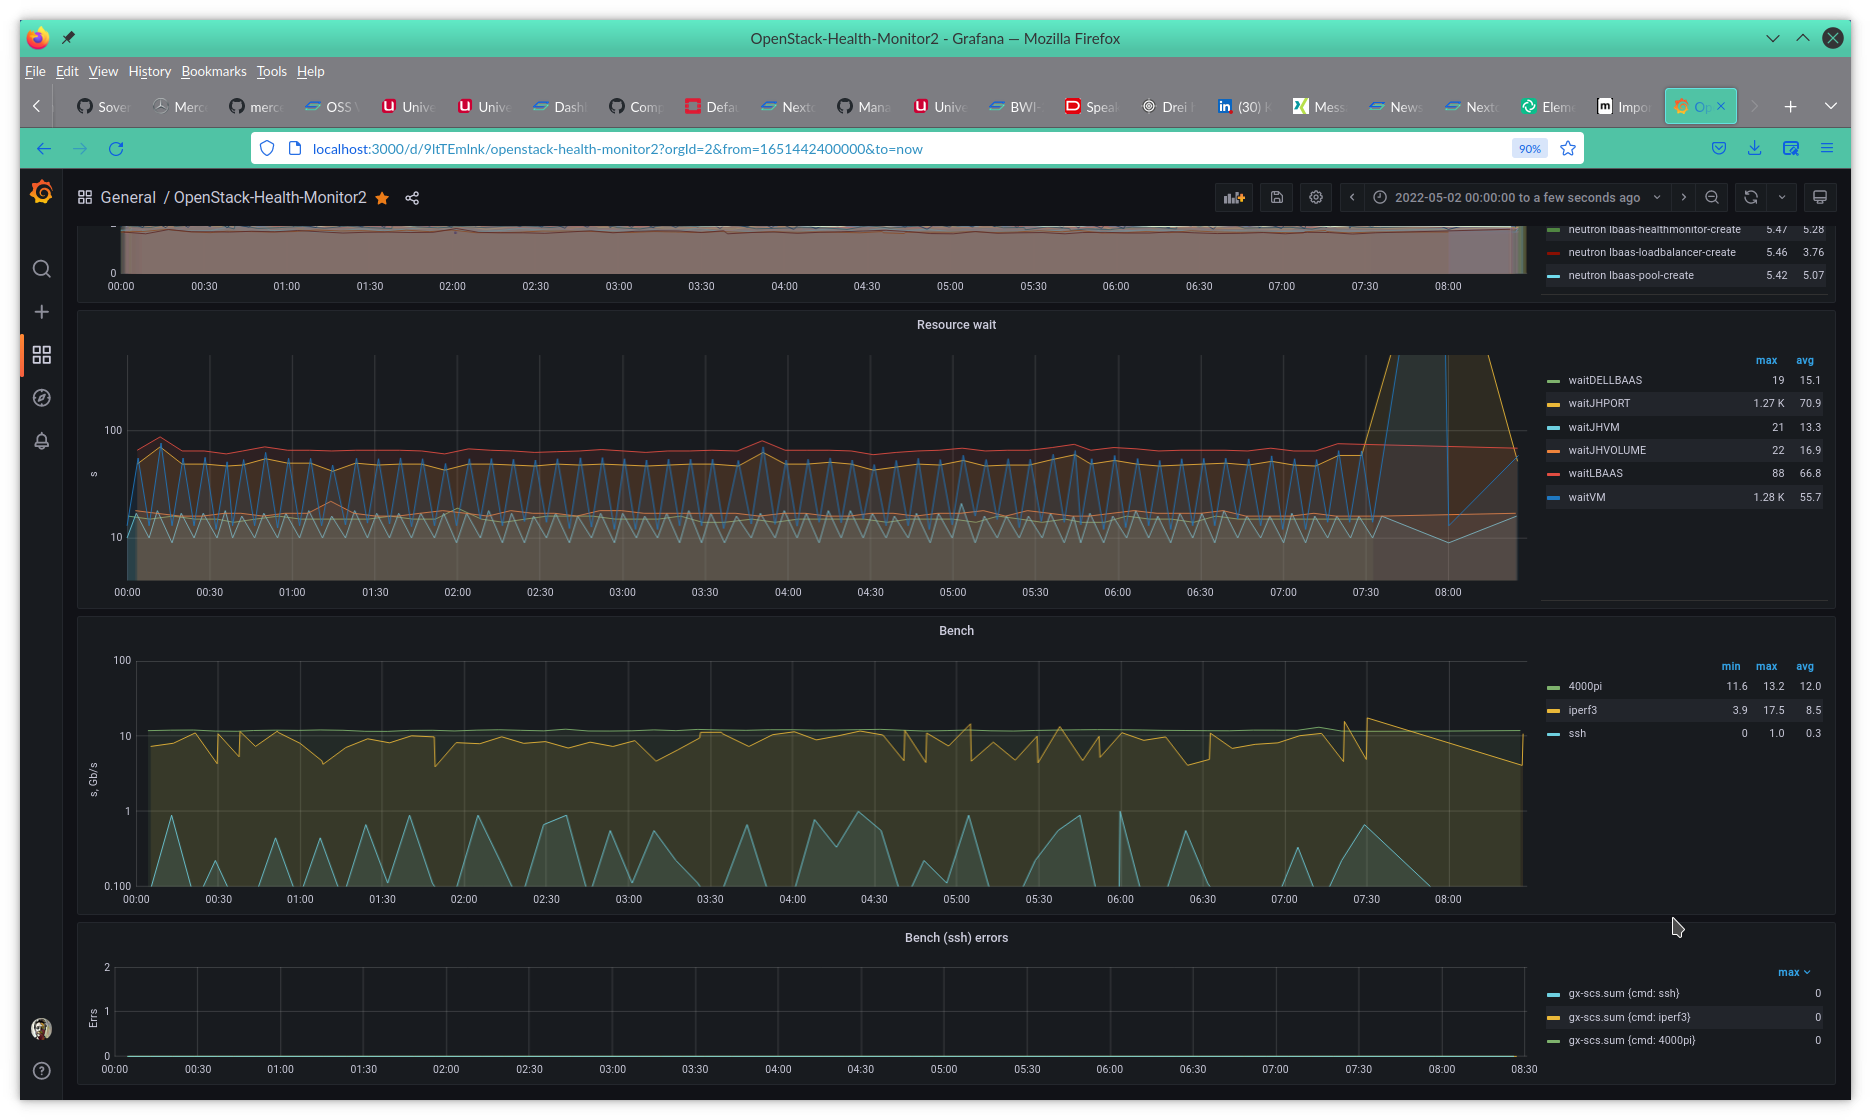 OpenStack-Health-Monitor2 - Grafana — Mozilla Firefox
File Edit View History Bookmarks Tools Help
Sover Merc merc OSS Unive Unive Dash Comp Defau Nextc Mana Unive BWI- Speak Drei (30) Mess News Nextc Eleme Impor Op
localhost:3000/d/9ltTEmlnk/openstack-health-monitor2?orgId=2&from=1651442400000&to=now 90%
General / OpenStack-Health-Monitor2 2022-05-02 00:00:00 to a few seconds ago
neutron lbaas-healthmonitor-create 5.47 5.28
neutron lbaas-loadbalancer-create 5.46 3.76
neutron lbaas-pool-create 5.42 5.07
0
00:00 00:30 01:00 01:30 02:00 02:30 03:00 03:30 04:00 04:30 05:00 05:30 06:00 06:30 07:00 07:30 08:00
Resource wait
max avg
waitDELLBAAS 19 15.1
waitJHPORT 1.27 K 70.9
waitJHVM 21 13.3
waitJHVOLUME 22 16.9
waitLBAAS 88 66.8
waitVM 1.28 K 55.7
100
s
10
00:00 00:30 01:00 01:30 02:00 02:30 03:00 03:30 04:00 04:30 05:00 05:30 06:00 06:30 07:00 07:30 08:00
Bench
min max avg
4000pi 11.6 13.2 12.0
iperf3 3.9 17.5 8.5
ssh 0 1.0 0.3
100
10
s, Gb/s
1
0.100
00:00 00:30 01:00 01:30 02:00 02:30 03:00 03:30 04:00 04:30 05:00 05:30 06:00 06:30 07:00 07:30 08:00
Bench (ssh) errors
max
gx-scs.sum {cmd: ssh} 0
gx-scs.sum {cmd: iperf3} 0
gx-scs.sum {cmd: 4000pi} 0
2
Errs
1
0
00:00 00:30 01:00 01:30 02:00 02:30 03:00 03:30 04:00 04:30 05:00 05:30 06:00 06:30 07:00 07:30 08:00 08:30